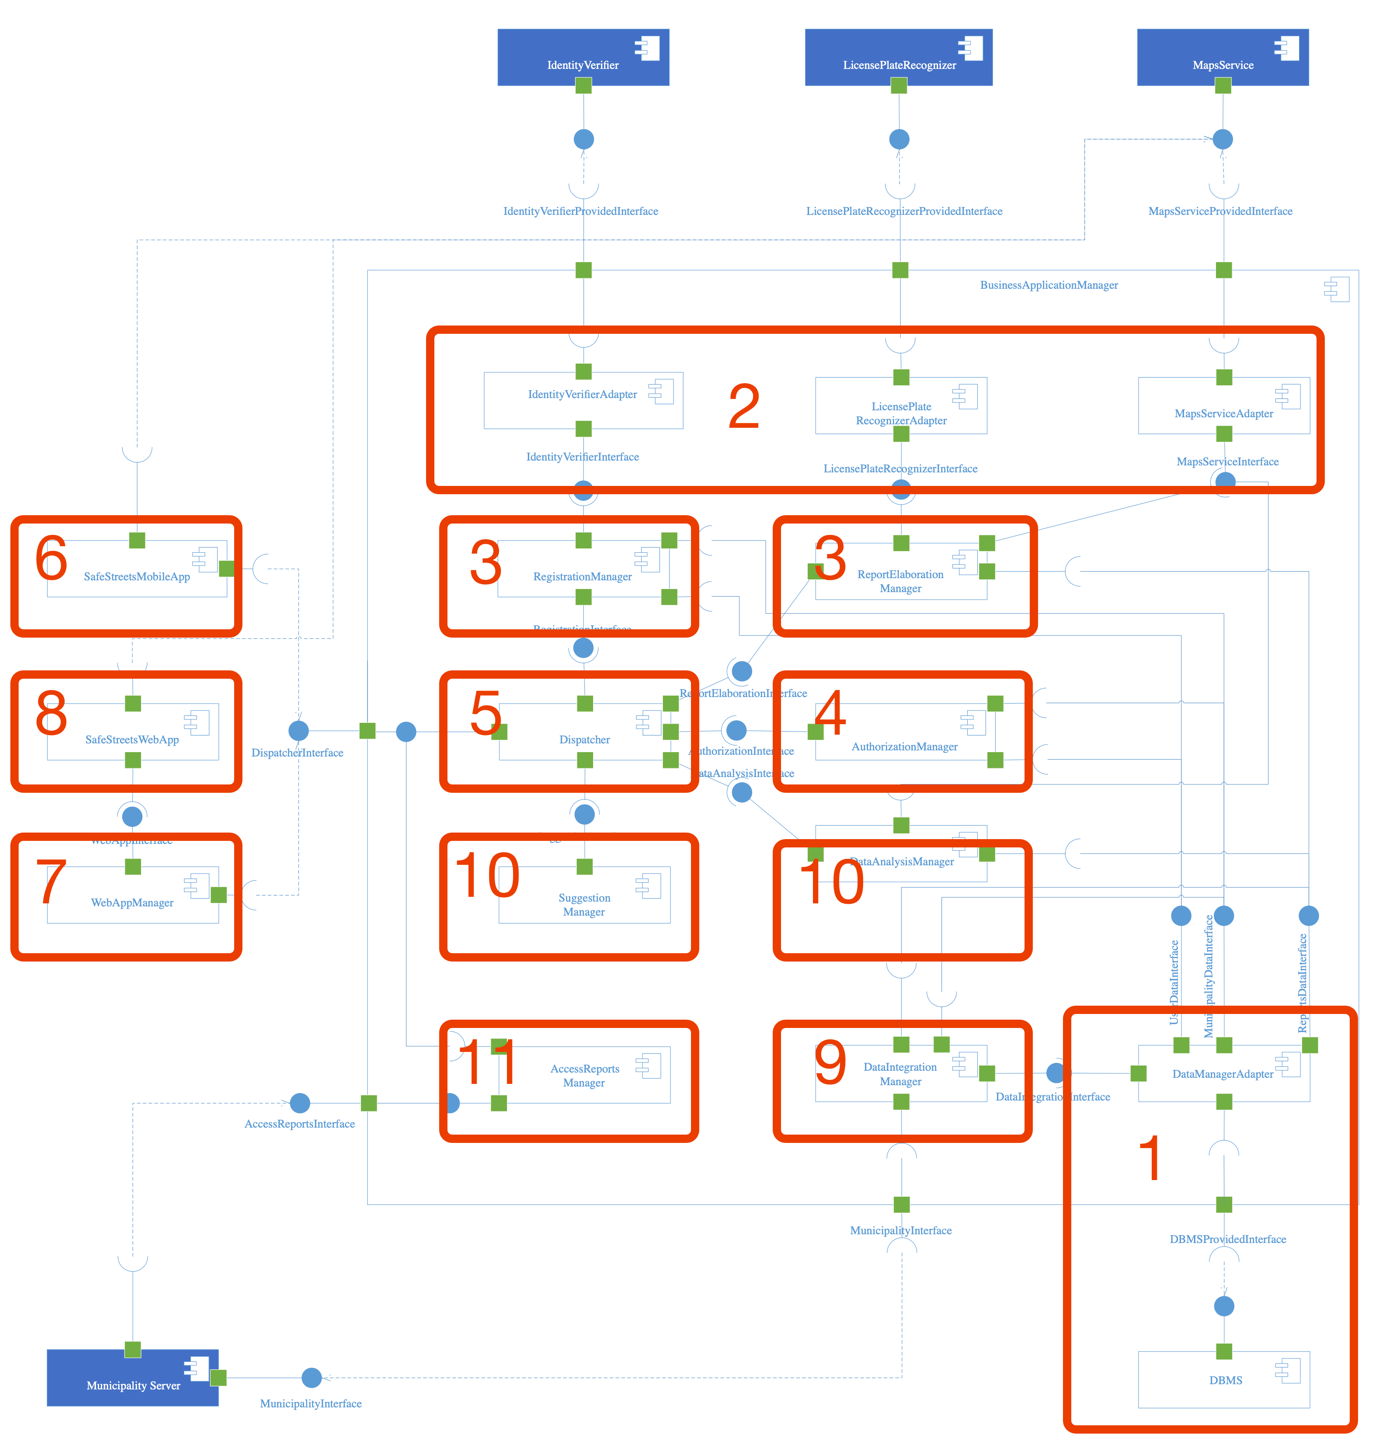 IdentityVerifier
LicensePlateRecognizer
MapsService
IdentityVerifierProvidedInterface
LicensePlateRecognizerProvidedInterface
MapsServiceProvidedInterface
BusinessApplicationManager
2
IdentityVerifierAdapter
LicensePlate
RecognizerAdapter
MapsServiceAdapter
IdentityVerifierInterface
LicensePlateRecognizerInterface
MapsServiceInterface
6
SafeStreetsMobileApp
3
RegistrationManager
3
ReportElaboration
Manager
RegistrationInterface
ReportElaborationInterface
8
SafeStreetsWebApp
DispatcherInterface
5
Dispatcher
AuthorizationInterface
4
AuthorizationManager
DataAnalysisInterface
WebAppInterface
7
WebAppManager
10
Suggestion
Manager
10
DataAnalysisManager
UserDataInterface
MunicipalityDataInterface
ReportsDataInterface
11
AccessReports
Manager
9
DataIntegration
Manager
DataIntegrationInterface
DataManagerAdapter
1
AccessReportsInterface
MunicipalityInterface
DBMSProvidedInterface
DBMS
Municipality Server
MunicipalityInterface